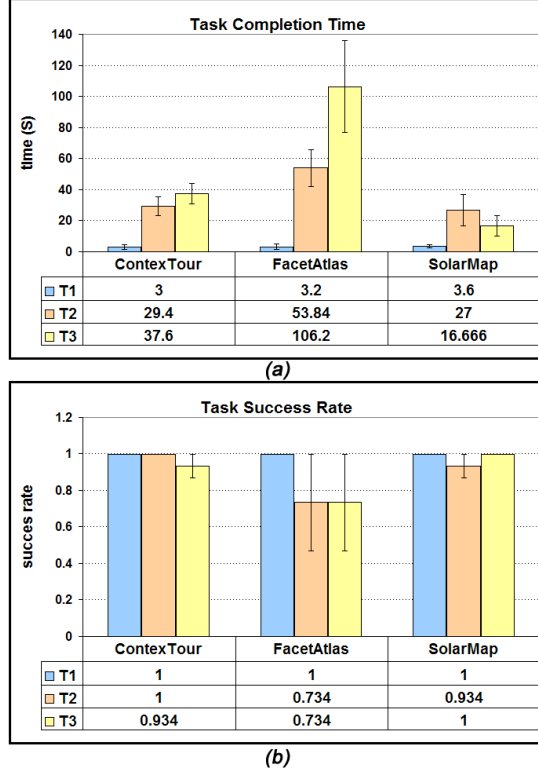 Task Completion Time
140
120
100
80
60
40
20
0
tIme (S)
ContexTour FacetAtlas SolarMap
T1 3 3.2 3.6
T2 29.4 53.84 27
T3 37.6 106.2 16.666
(a)
Task Success Rate
1.2
1
0.8
0.6
0.4
0.2
0
succes rate
ContexTour FacetAtlas SolarMap
T1 1 1 1
T2 1 0.734 0.934
T3 0.934 0.734 1
(b)